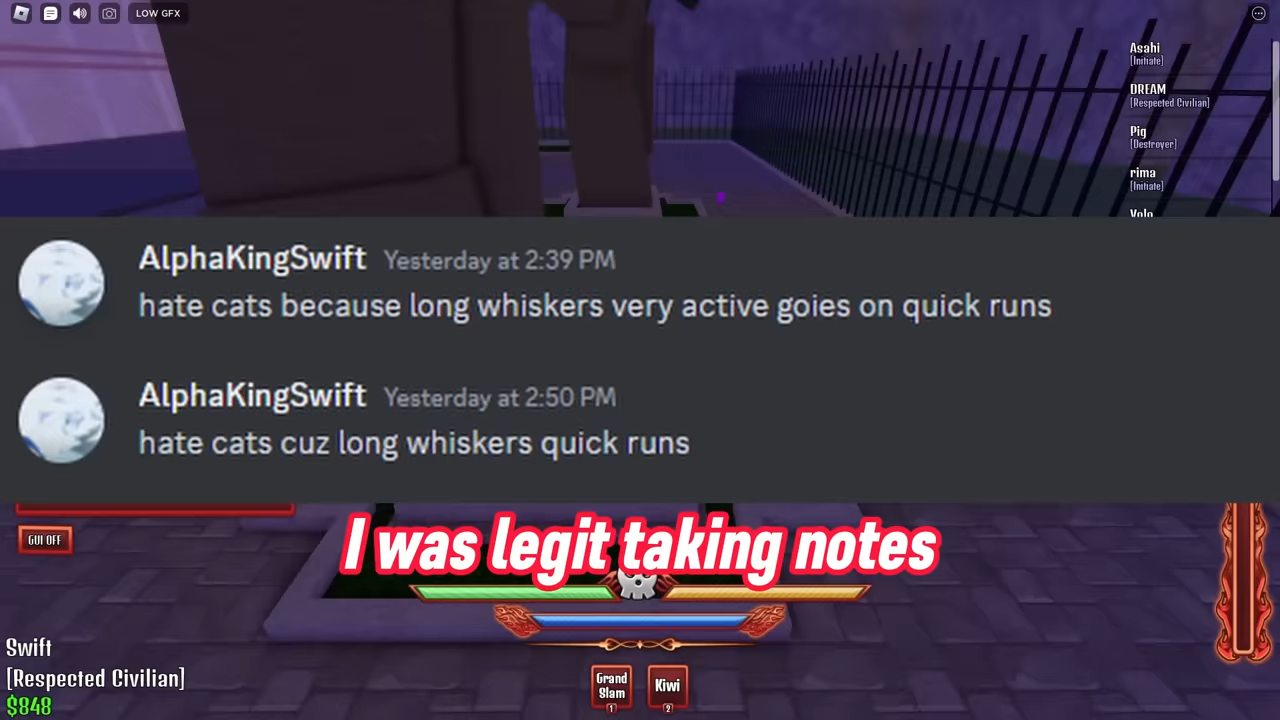 LOW GFX
Asahi
[Initiate]
DREAM
[Respected Civilian]
Pig
[Destroyer]
rima
[Initiate]
Volo
AlphaKingSwift Yesterday at 2:39 PM
hate cats because long whiskers very active goies on quick runs
AlphaKingSwift Yesterday at 2:50 PM
hate cats cuz long whiskers quick runs
GUI OFF
I was legit taking notes
Swift
[Respected Civilian]
$848
Grand
Slam
1
Kiwi
2